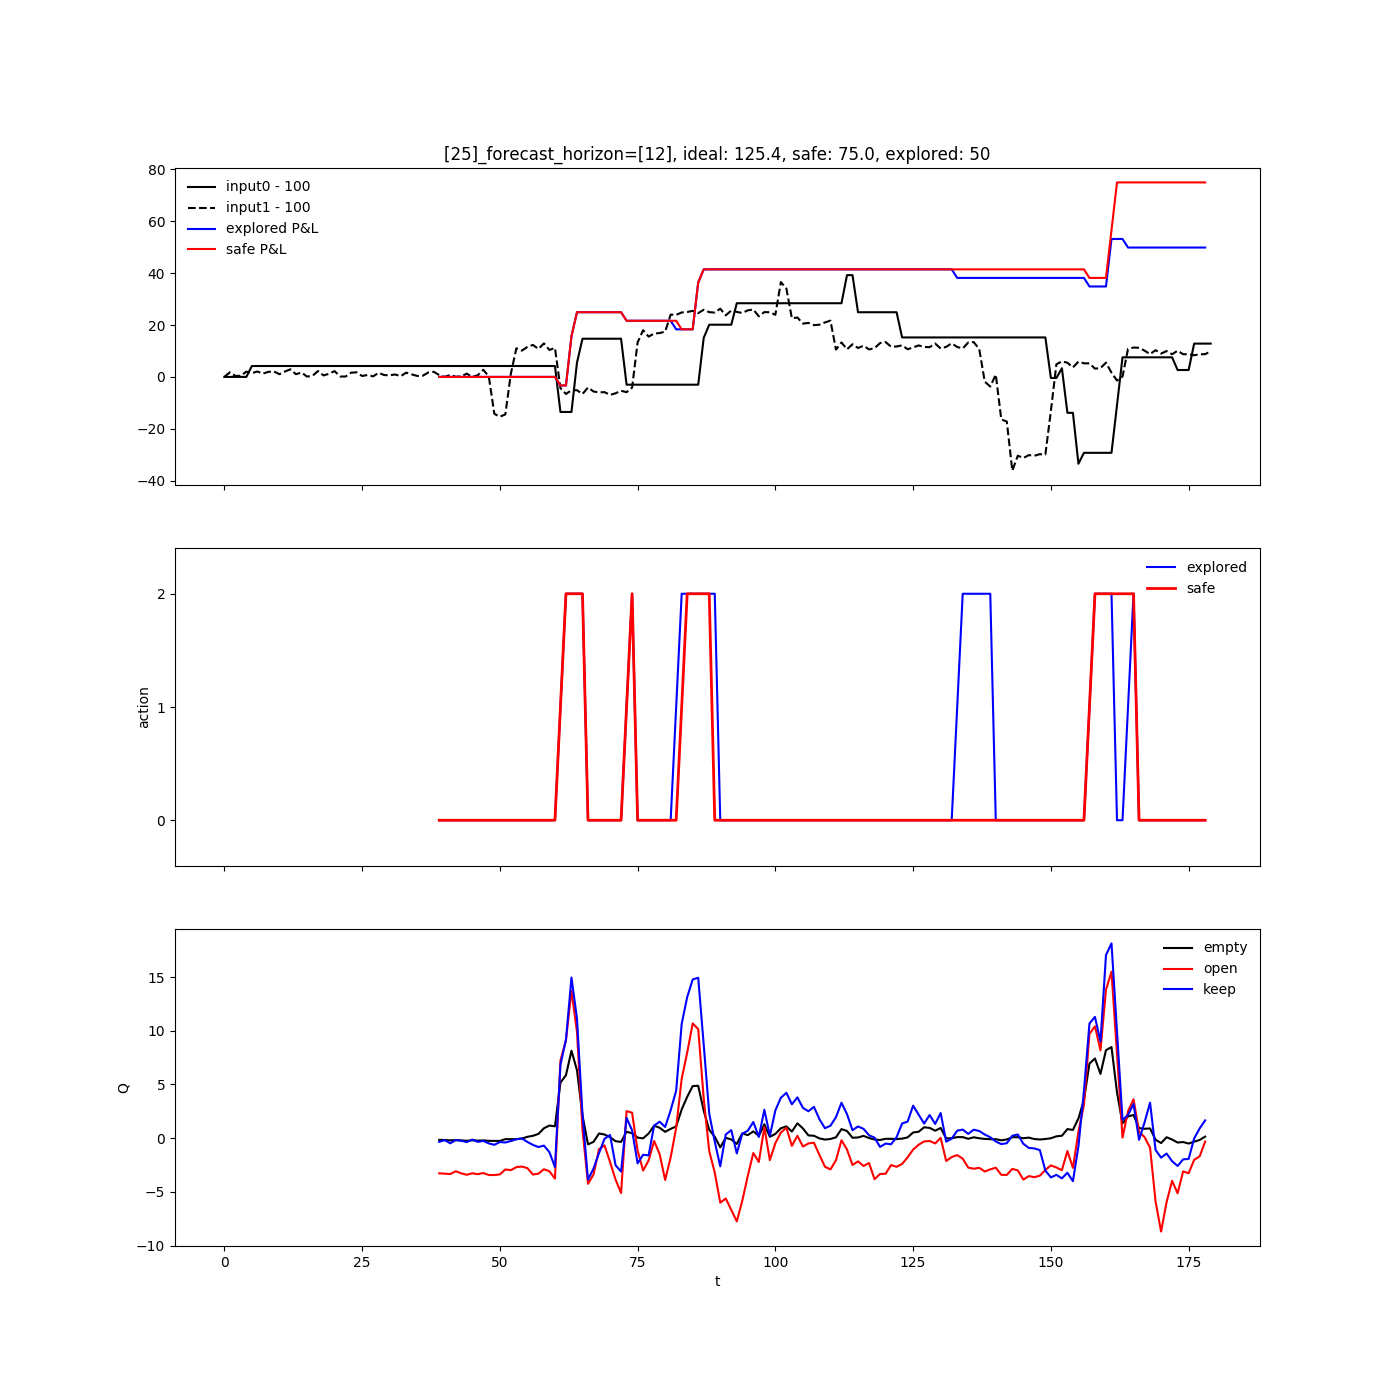 [25]_forecast_horizon=[12], ideal: 125.4, safe: 75.0, explored: 50
80
60
40
20
0
−20
−40
input0 - 100
input1 - 100
explored P&L
safe P&L
action
2
1
0
explored
safe
Q
15
10
5
0
−5
−10
empty
open
keep
0 25 50 75 100 125 150 175
t